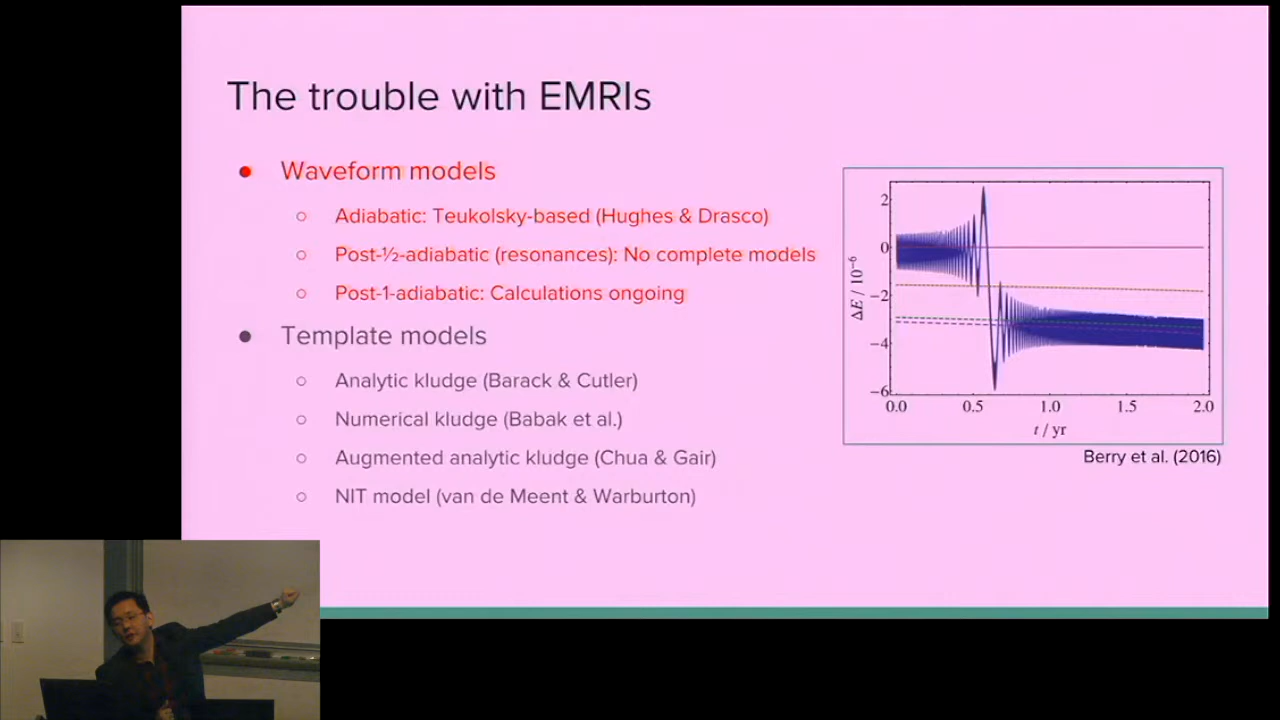 The trouble with EMRIs
● Waveform models
○ Adiabatic: Teukolsky-based (Hughes & Drasco)
○ Post-½-adiabatic (resonances): No complete models
○ Post-1-adiabatic: Calculations ongoing
● Template models
○ Analytic kludge (Barack & Cutler)
○ Numerical kludge (Babak et al.)
○ Augmented analytic kludge (Chua & Gair)
○ NIT model (van de Meent & Warburton)
ΔE / 10⁻⁶
2
0
−2
−4
−6
0.0 0.5 1.0 1.5 2.0
t / yr
Berry et al. (2016)